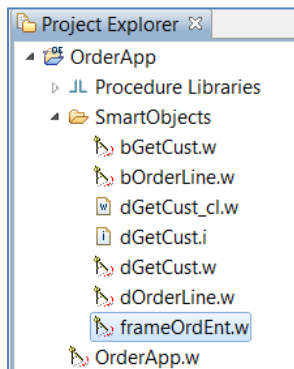 Project Explorer
OrderApp
Procedure Libraries
SmartObjects
bGetCust.w
bOrderLine.w
dGetCust_cl.w
dGetCust.i
dGetCust.w
dOrderLine.w
frameOrdEnt.w
OrderApp.w